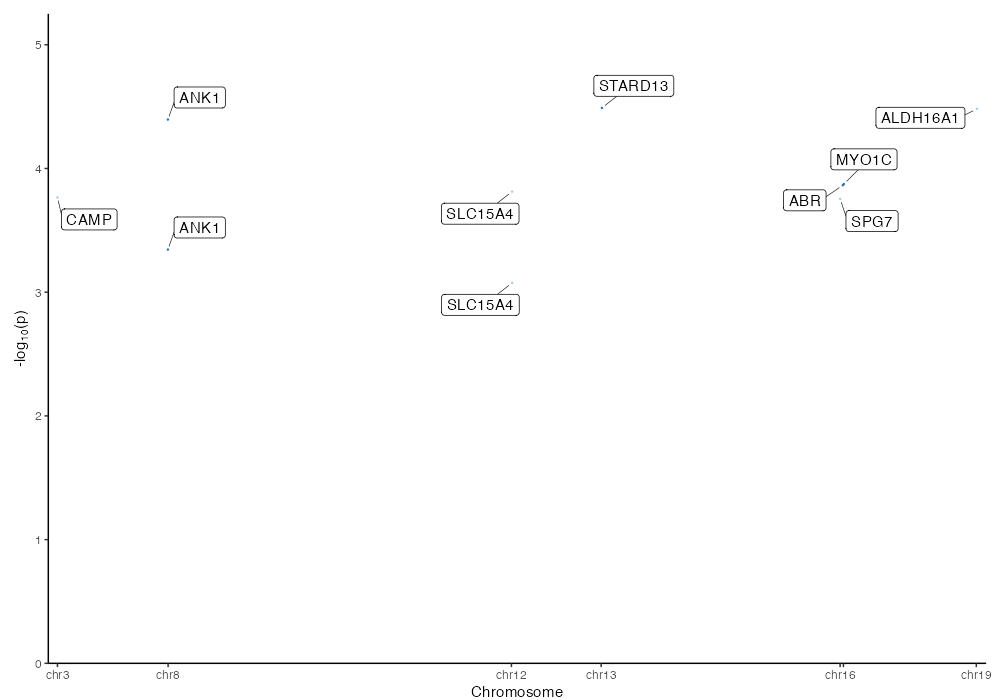 5
STARD13
ANK1
ALDH16A1
4
MYO1C
ABR
SLC15A4
CAMP
SPG7
ANK1
3
SLC15A4
-log10(p)
2
1
0
chr3 chr8 chr12 chr13 chr16 chr19
Chromosome